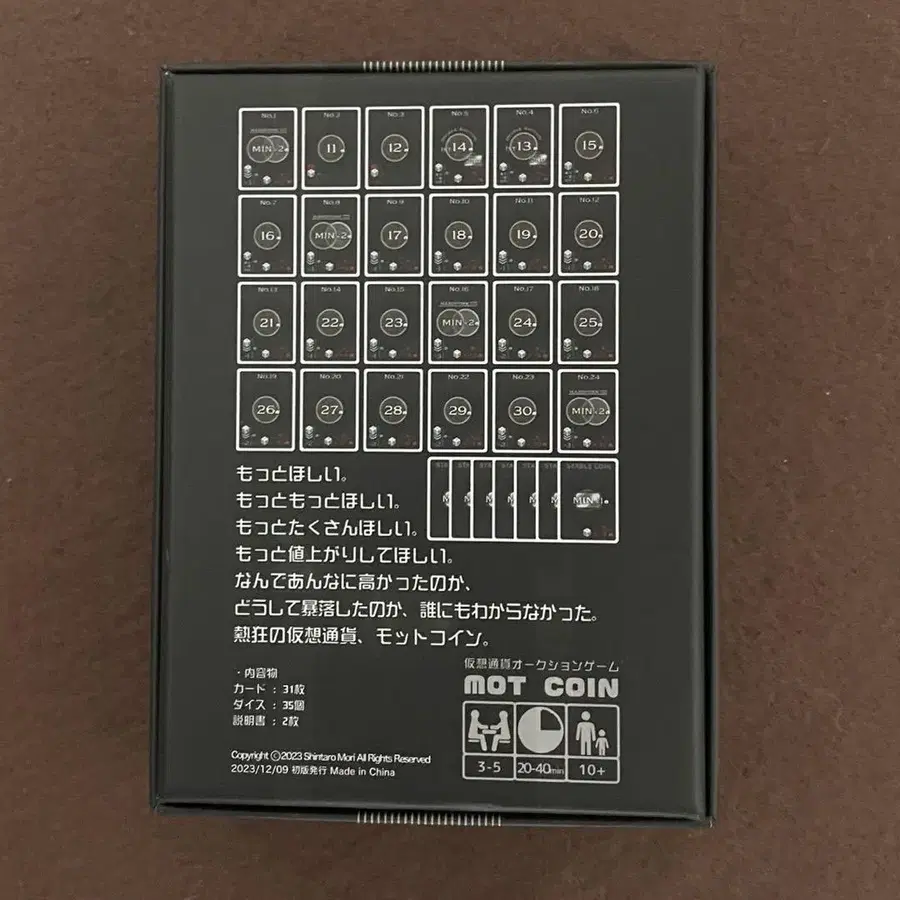 No.1 No.2 No.3 No.5 No.4 No.6
MIN-2 11 12 14 13 15
No.7 No.8 No.9 No.10 No.11 No.12
16 MIN-2 17 18 19 20
No.13 No.14 No.15 No.16 No.17 No.18
21 22 23 MIN-2 24 25
No.19 No.20 No.21 No.22 No.23 No.24
26 27 28 29 30 MIN-2
STA STA STA STA STA STA STABLE COIN
もっとほしい。
もっともっとほしい。
もっとたくさんほしい。
もっと値上がりしてほしい。
なんであんなに高かったのか、
どうして暴落したのか、誰にもわからなかった。
熱狂の仮想通貨、モットコイン。
・内容物
カード : 31枚
ダイス : 35個
説明書 : 2枚
Copyright ©2023 Shintaro Mori All Rights Reserved
2023/12/09 初版発行 Made in China
仮想通貨オークションゲーム
MOT COIN
3-5 20-40min 10+